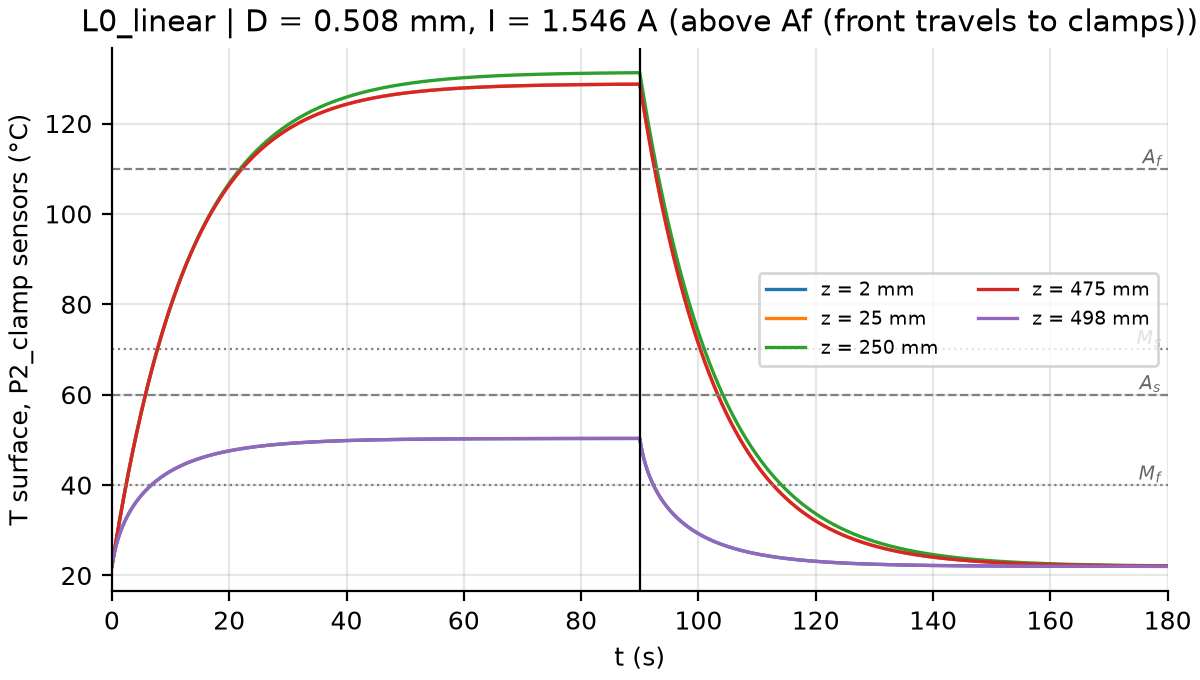 L0_linear | D = 0.508 mm, I = 1.546 A (above Af (front travels to clamps))
T surface, P2_clamp sensors (°C)
120
100
80
60
40
20
A_f
M_s
A_s
M_f
z = 2 mm
z = 25 mm
z = 250 mm
z = 475 mm
z = 498 mm
0 20 40 60 80 100 120 140 160 180
t (s)